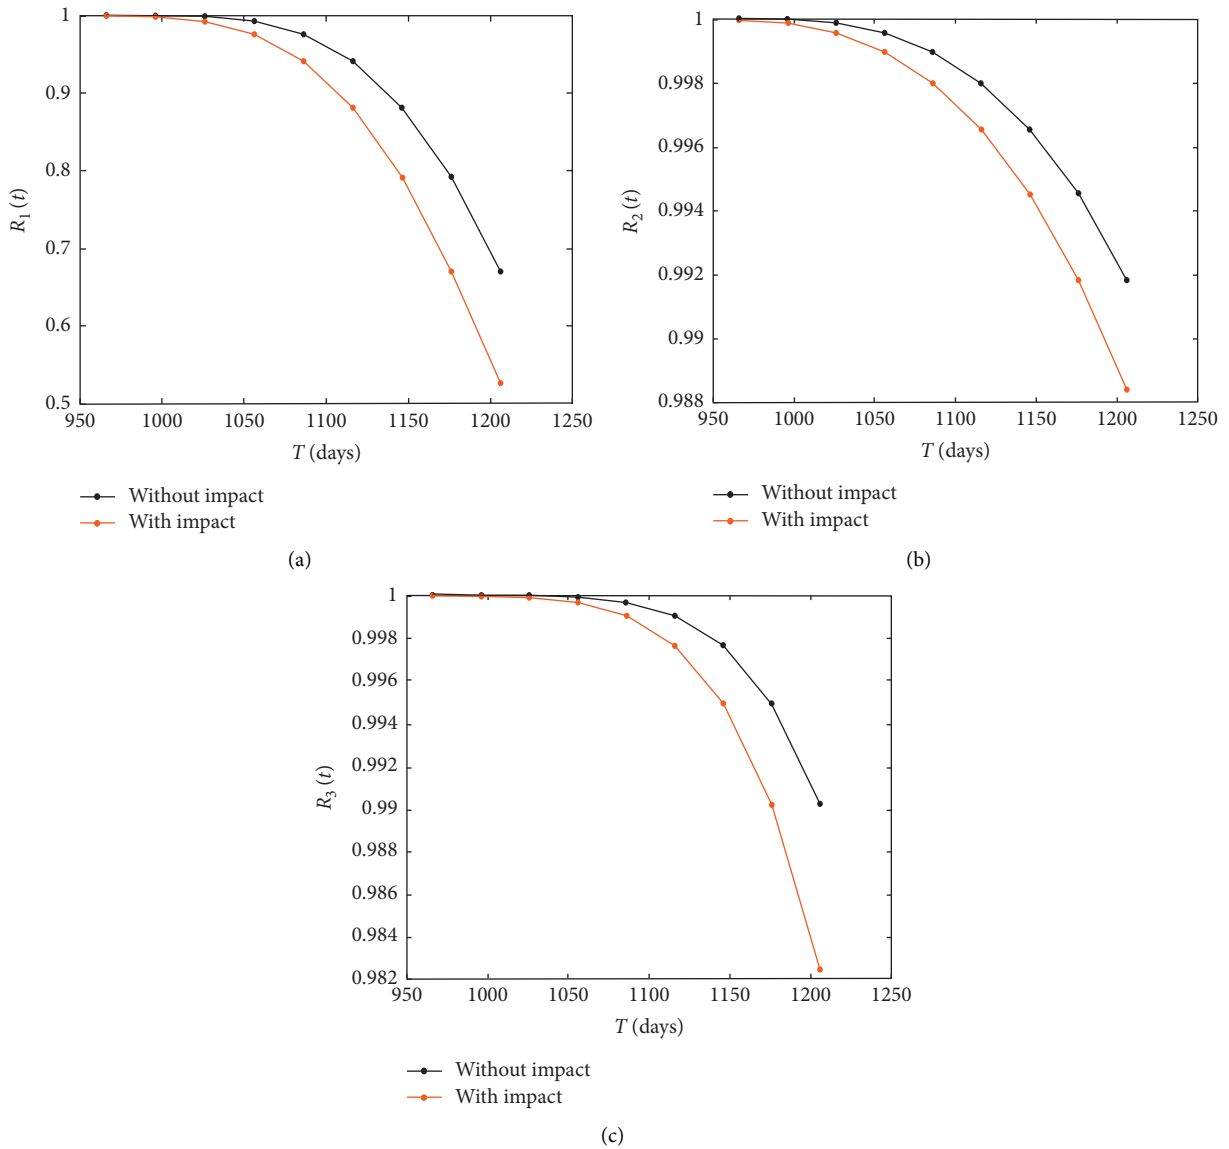 1
0.9
0.8
0.7
0.6
0.5
R1 (t)
950 1000 1050 1100 1150 1200 1250
T (days)
Without impact
With impact
(a)
1
0.998
0.996
0.994
0.992
0.99
0.988
R2 (t)
950 1000 1050 1100 1150 1200 1250
T (days)
Without impact
With impact
(b)
1
0.998
0.996
0.994
0.992
0.99
0.988
0.986
0.984
0.982
R3 (t)
950 1000 1050 1100 1150 1200 1250
T (days)
Without impact
With impact
(c)